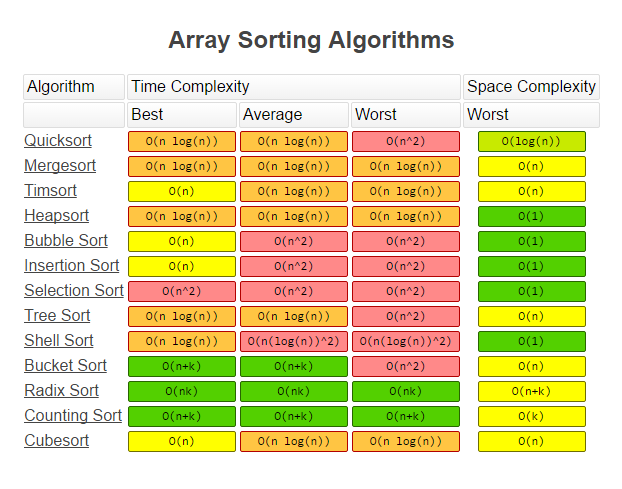 Array Sorting Algorithms
Algorithm Time Complexity Space Complexity
Best Average Worst Worst
Quicksort O(n log(n)) O(n log(n)) O(n^2) O(log(n))
Mergesort O(n log(n)) O(n log(n)) O(n log(n)) O(n)
Timsort O(n) O(n log(n)) O(n log(n)) O(n)
Heapsort O(n log(n)) O(n log(n)) O(n log(n)) O(1)
Bubble Sort O(n) O(n^2) O(n^2) O(1)
Insertion Sort O(n) O(n^2) O(n^2) O(1)
Selection Sort O(n^2) O(n^2) O(n^2) O(1)
Tree Sort O(n log(n)) O(n log(n)) O(n^2) O(n)
Shell Sort O(n log(n)) O(n(log(n))^2) O(n(log(n))^2) O(1)
Bucket Sort O(n+k) O(n+k) O(n^2) O(n)
Radix Sort O(nk) O(nk) O(nk) O(n+k)
Counting Sort O(n+k) O(n+k) O(n+k) O(k)
Cubesort O(n) O(n log(n)) O(n log(n)) O(n)